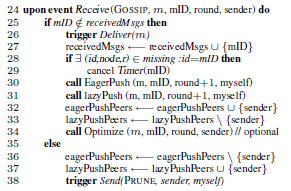 24 upon event Receive(GOSSIP, m, mID, round, sender) do
25 if mID ∉ receivedMsgs then
26 trigger Deliver(m)
27 receivedMsgs ⟵ receivedMsgs ∪ {mID}
28 if ∃ (id,node,r) ∈ missing :id=mID then
29 cancel Timer(mID)
30 call EagerPush (m, mID, round+1, myself)
31 call lazyPush (m, mID, round+1, myself)
32 eagerPushPeers ⟵ eagerPushPeers ∪ {sender}
33 lazyPushPeers ⟵ lazyPushPeers \ {sender}
34 call Optimize (m, mID, round, sender) // optional
35 else
36 eagerPushPeers ⟵ eagerPushPeers \ {sender}
37 lazyPushPeers ⟵ lazyPushPeers ∪ {sender}
38 trigger Send(PRUNE, sender, myself)